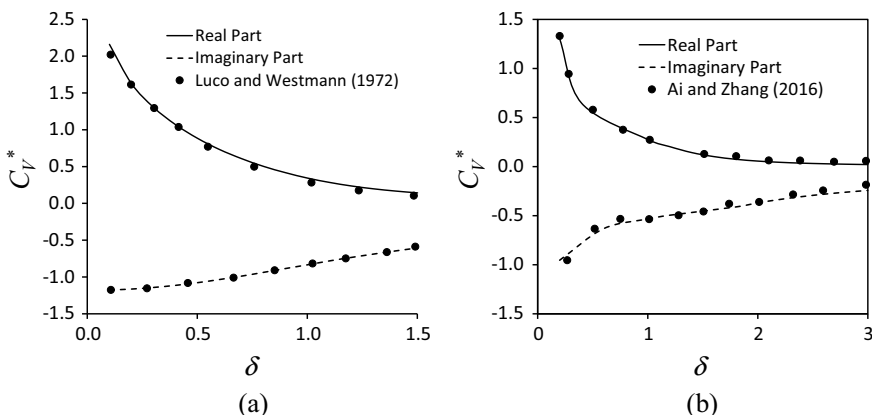 2.5
2.0
1.5
1.0
0.5
0.0
-0.5
-1.0
-1.5
C_V*
Real Part
Imaginary Part
Luco and Westmann (1972)
0.0 0.5 1.0 1.5
δ
(a)
1.5
1.0
0.5
0.0
-0.5
-1.0
-1.5
C_V*
Real Part
Imaginary Part
Ai and Zhang (2016)
0 1 2 3
δ
(b)